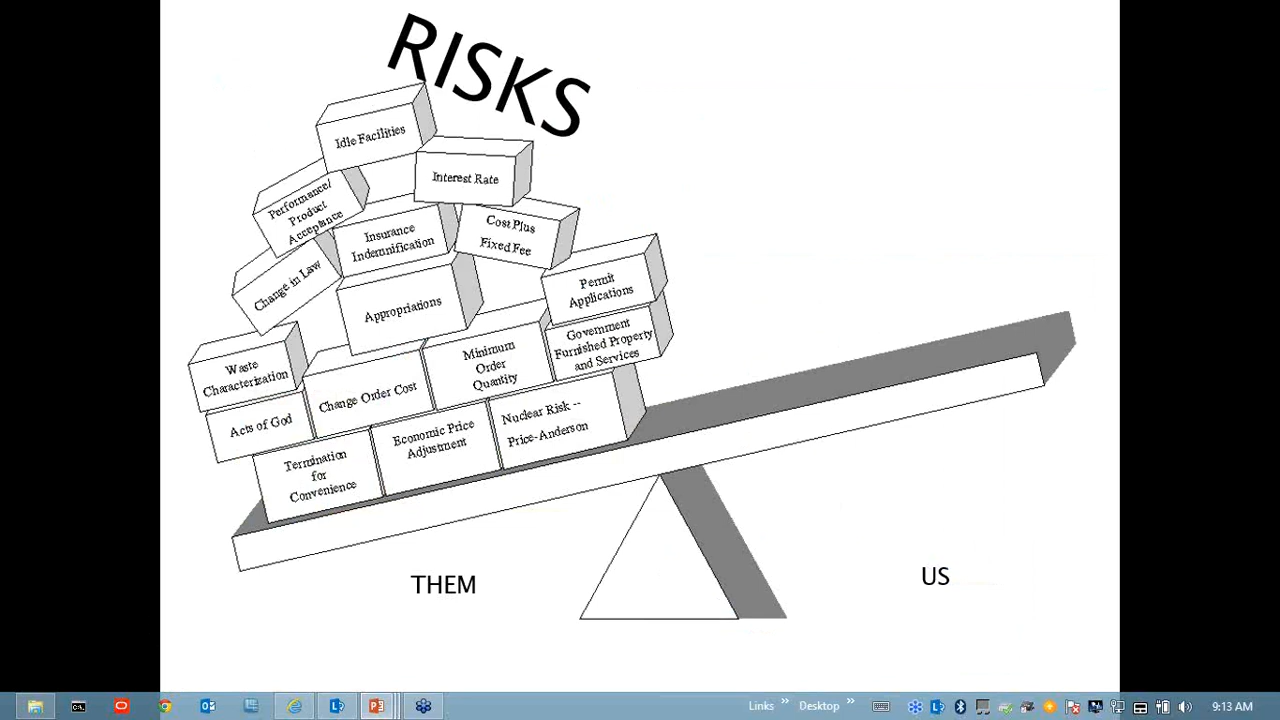 RISKS
Idle Facilities
Interest Rate
Performance/
Product
Acceptance
Insurance
Indemnification
Cost Plus
Fixed Fee
Change in Law
Appropriations
Permit
Applications
Waste
Characterization
Change Order Cost
Minimum
Order
Quantity
Government
Furnished Property
and Services
Acts of God
Termination
for
Convenience
Economic Price
Adjustment
Nuclear Risk --
Price-Anderson
THEM
US
Links
Desktop
9:13 AM